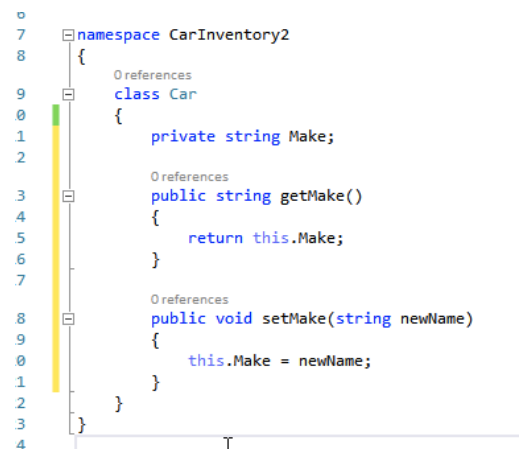 6
7 namespace CarInventory2
8 {
0 references
9 class Car
0 {
1 private string Make;
2
0 references
3 public string getMake()
4 {
5 return this.Make;
6 }
7
0 references
8 public void setMake(string newName)
9 {
0 this.Make = newName;
1 }
2 }
3 }
4